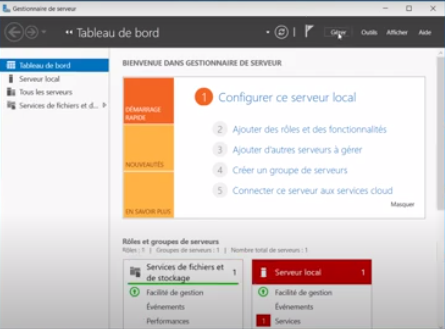 Gestionnaire de serveur
Tableau de bord
Gérer Outils Afficher Aide
Tableau de bord
Serveur local
Tous les serveurs
Services de fichiers et d...
BIENVENUE DANS GESTIONNAIRE DE SERVEUR
DÉMARRAGE
RAPIDE
NOUVEAUTÉS
EN SAVOIR PLUS
1 Configurer ce serveur local
2 Ajouter des rôles et des fonctionnalités
3 Ajouter d'autres serveurs à gérer
4 Créer un groupe de serveurs
5 Connecter ce serveur aux services cloud
Masquer
Rôles et groupes de serveurs
Rôles : 1 | Groupes de serveurs : 1 | Nombre total de serveurs : 1
Services de fichiers et 1
de stockage
Facilité de gestion
Événements
Performances
Serveur local 1
Facilité de gestion
Événements
1 Services